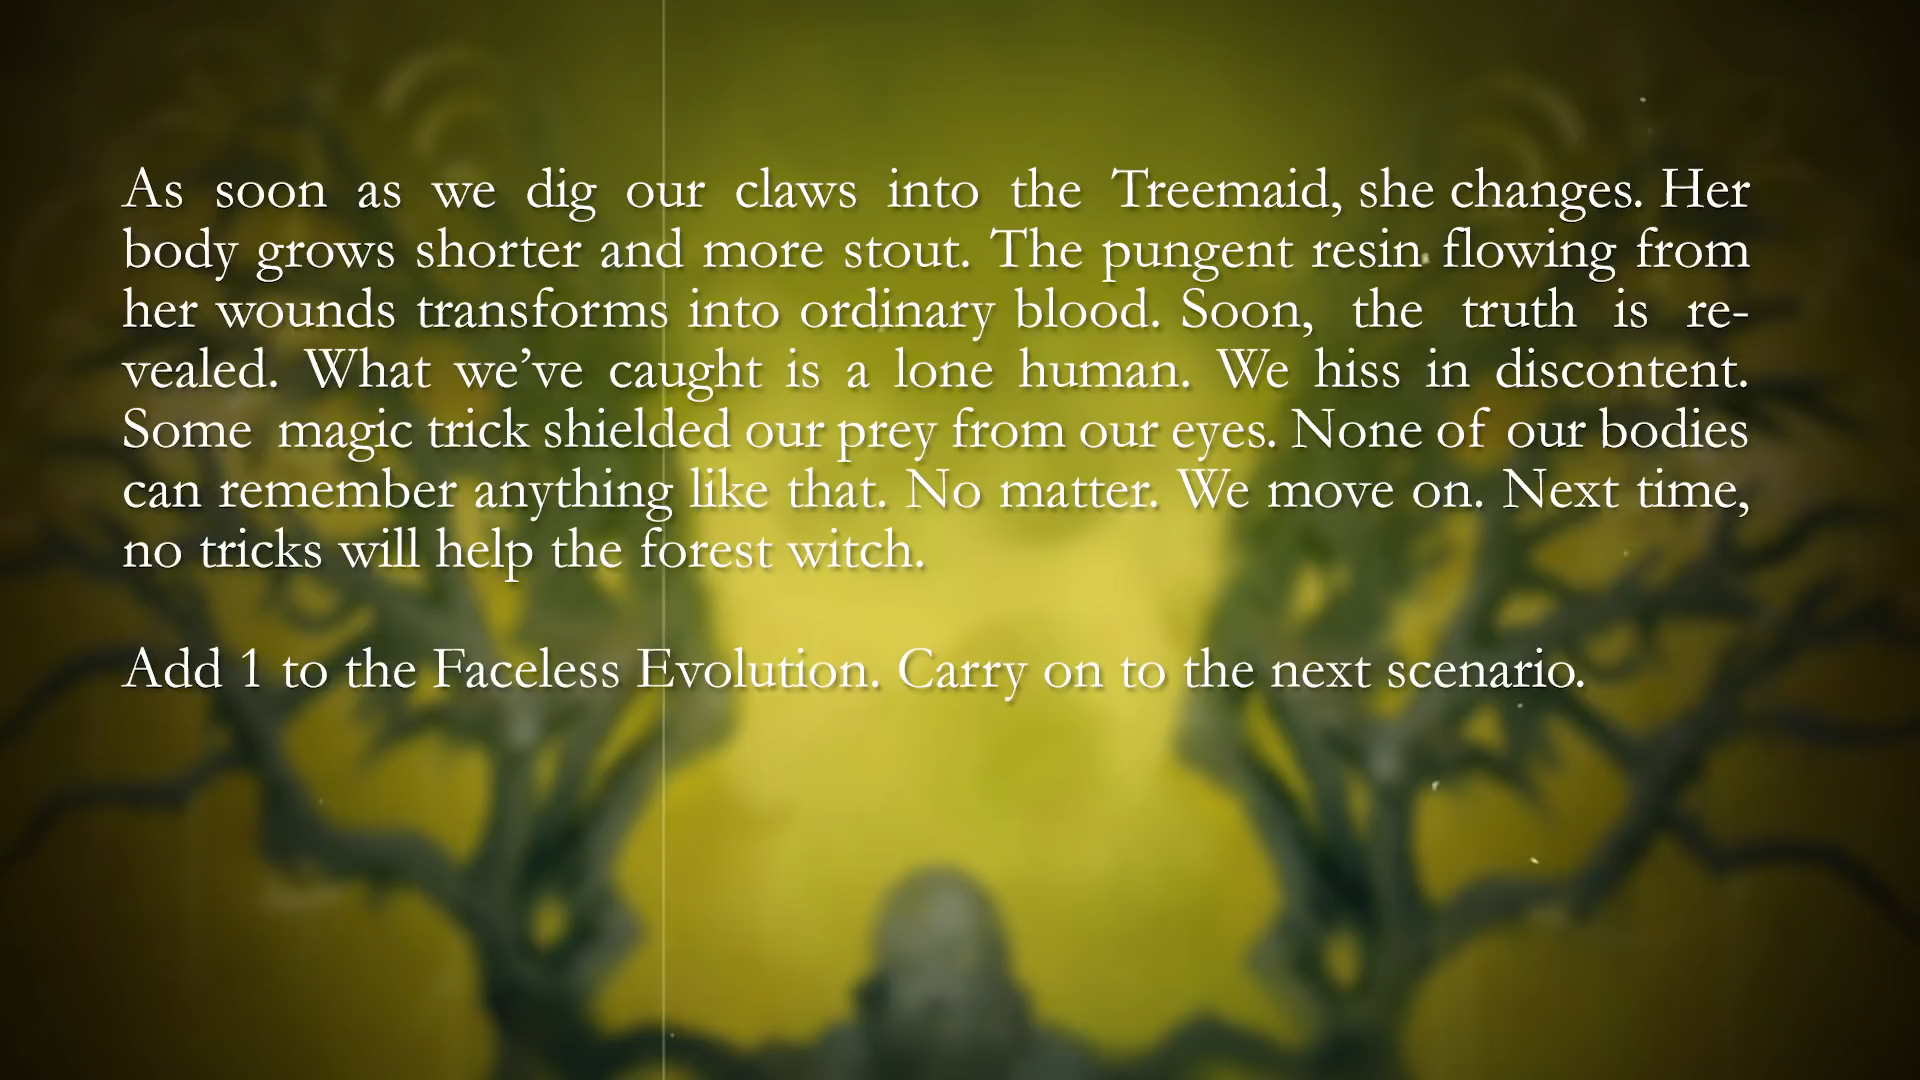 As soon as we dig our claws into the Treemaid, she changes. Her
body grows shorter and more stout. The pungent resin flowing from
her wounds transforms into ordinary blood. Soon, the truth is re-
vealed. What we’ve caught is a lone human. We hiss in discontent.
Some magic trick shielded our prey from our eyes. None of our bodies
can remember anything like that. No matter. We move on. Next time,
no tricks will help the forest witch.
Add 1 to the Faceless Evolution. Carry on to the next scenario.